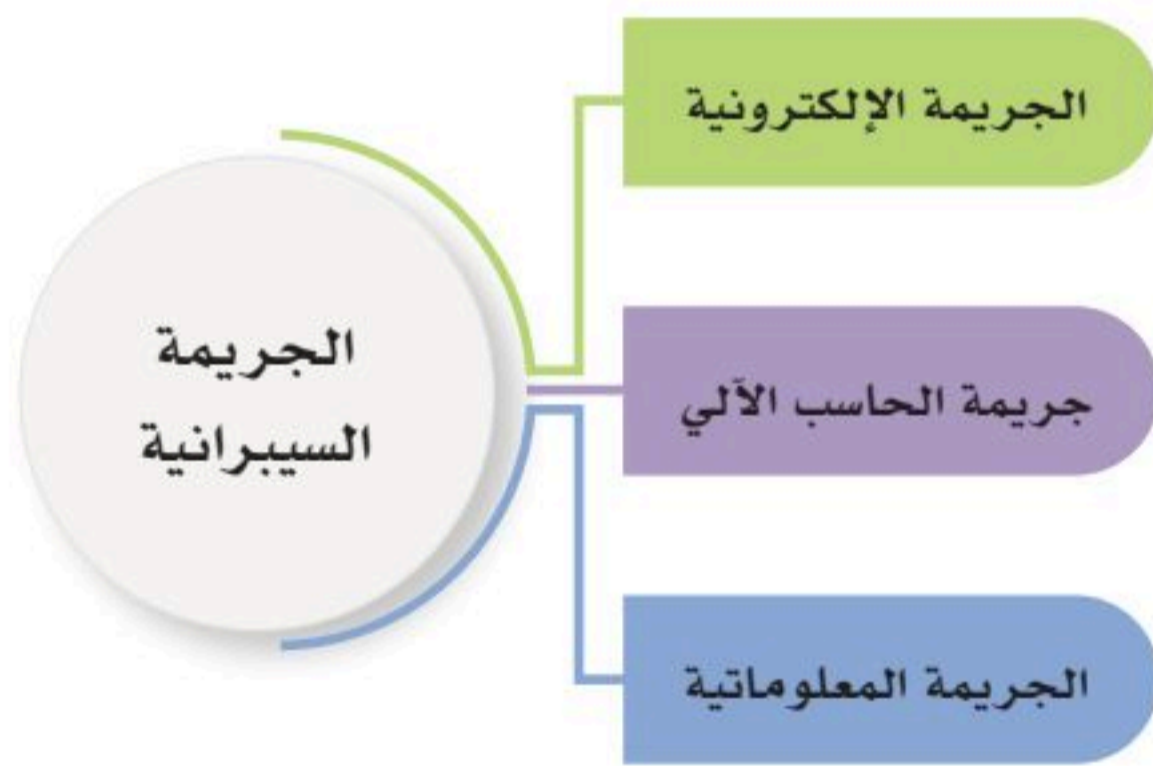 الجريمة الإلكترونية
جريمة الحاسب الآلي
الجريمة المعلوماتية
الجريمة
السيبرانية